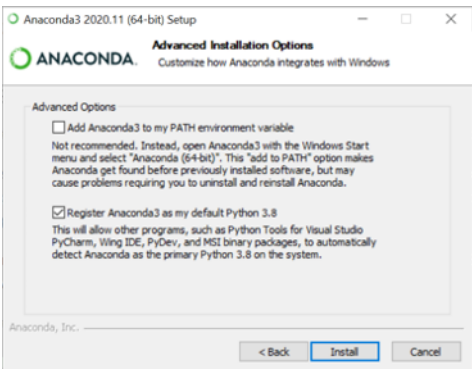 Anaconda3 2020.11 (64-bit) Setup
ANACONDA.
Advanced Installation Options
Customize how Anaconda integrates with Windows
Advanced Options
Add Anaconda3 to my PATH environment variable
Not recommended. Instead, open Anaconda3 with the Windows Start
menu and select "Anaconda (64-bit)". This "add to PATH" option makes
Anaconda get found before previously installed software, but may
cause problems requiring you to uninstall and reinstall Anaconda.
Register Anaconda3 as my default Python 3.8
This will allow other programs, such as Python Tools for Visual Studio
PyCharm, Wing IDE, PyDev, and MSI binary packages, to automatically
detect Anaconda as the primary Python 3.8 on the system.
Anaconda, Inc.
< Back
Install
Cancel